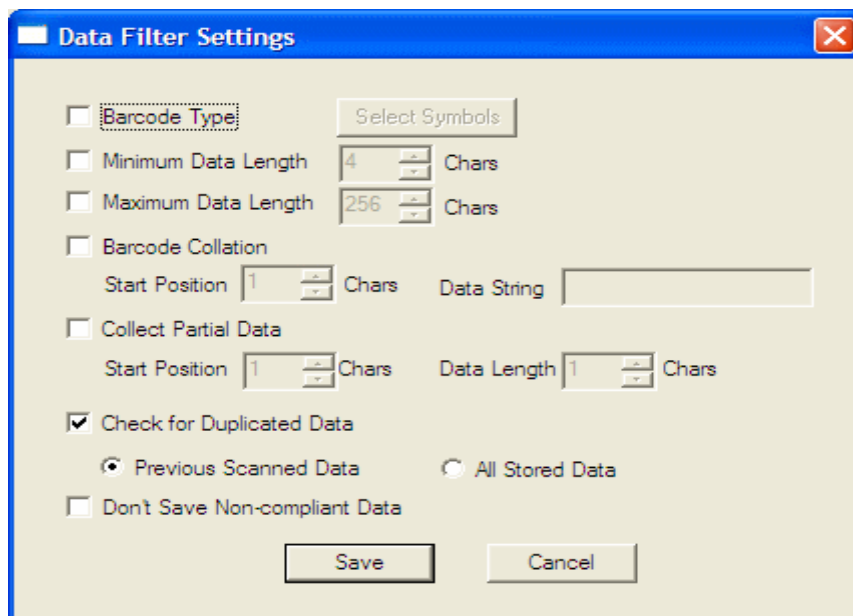 Data Filter Settings
Barcode Type Select Symbols
Minimum Data Length 4 Chars
Maximum Data Length 256 Chars
Barcode Collation
Start Position 1 Chars Data String
Collect Partial Data
Start Position 1 Chars Data Length 1 Chars
Check for Duplicated Data
Previous Scanned Data All Stored Data
Don't Save Non-compliant Data
Save Cancel